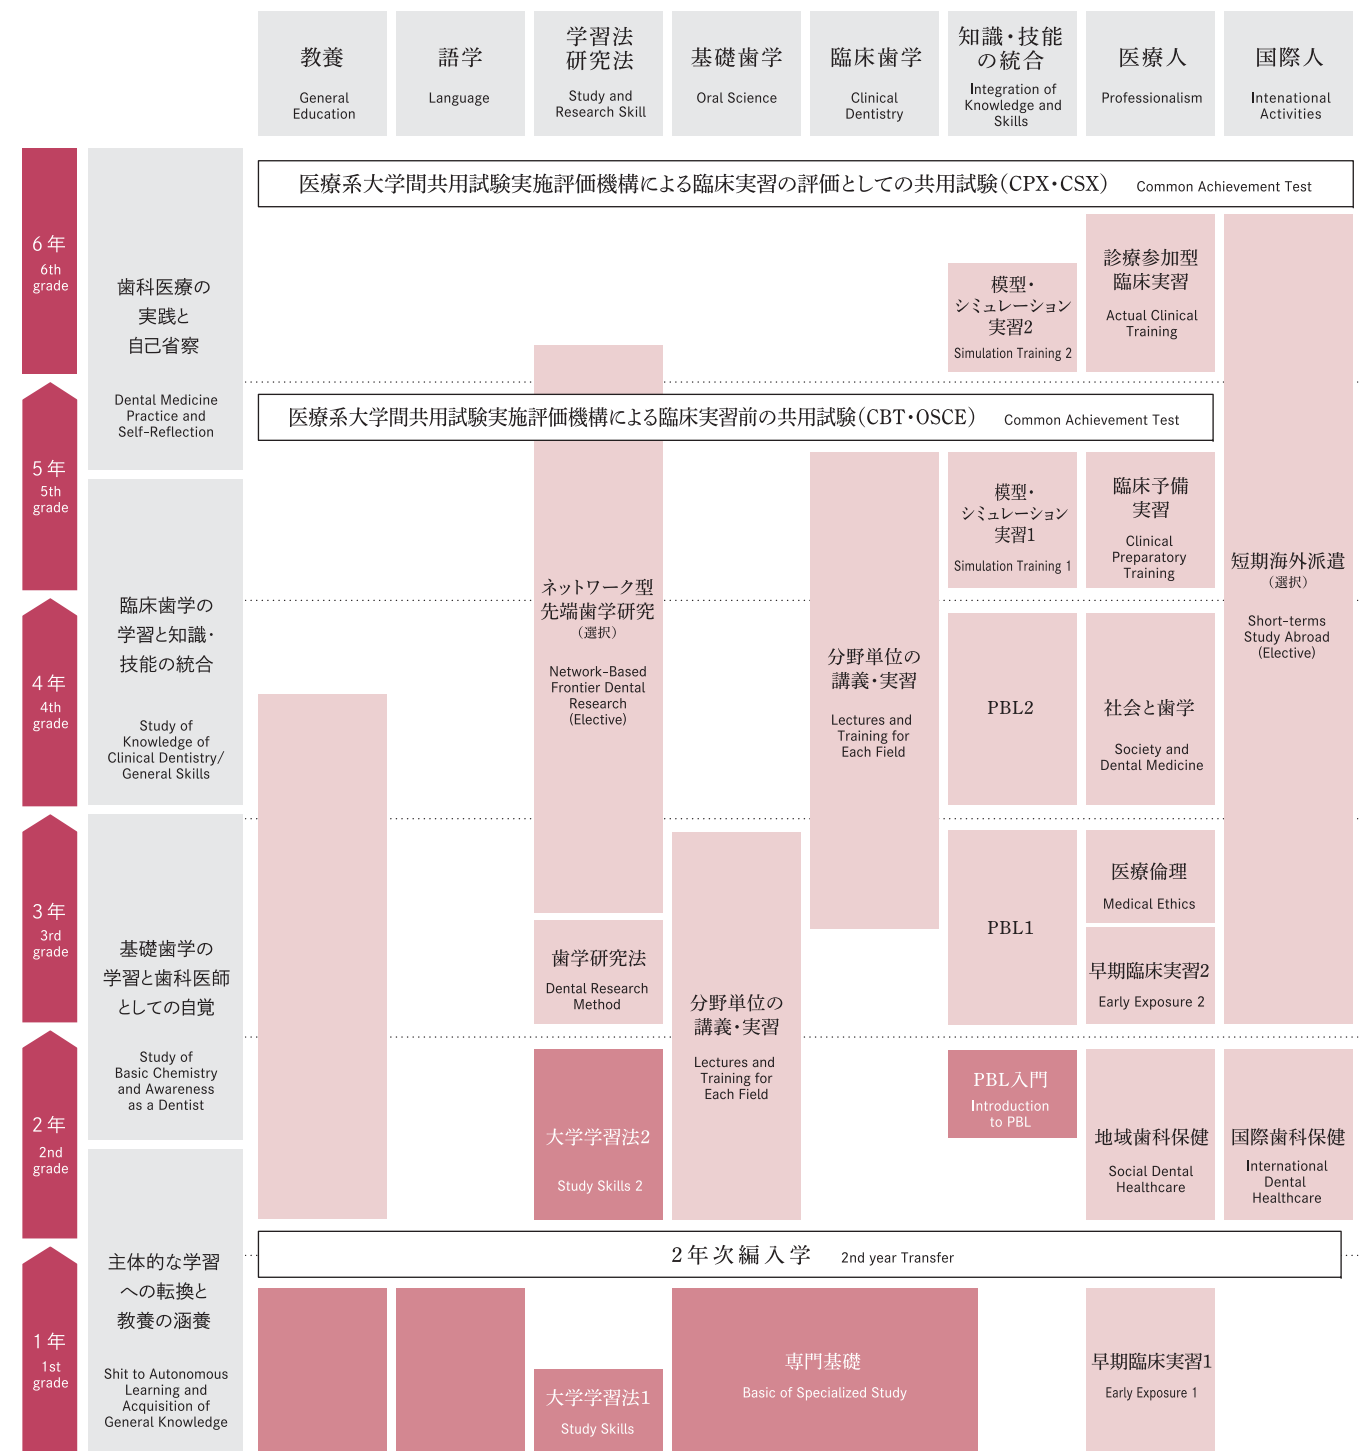 教養
General
Education
語学
Language
学習法
研究法
Study and
Research Skill
基礎歯学
Oral Science
臨床歯学
Clinical
Dentistry
知識・技能
の統合
Integration of
Knowledge and
Skills
医療人
Professionalism
国際人
Intenational
Activities
医療系大学間共用試験実施評価機構による臨床実習の評価としての共用試験(CPX・CSX) Common Achievement Test
6年
6th
grade
歯科医療の
実践と
自己省察
Dental Medicine
Practice and
Self-Reflection
模型・
シミュレーション
実習2
Simulation Training 2
診療参加型
臨床実習
Actual Clinical
Training
医療系大学間共用試験実施評価機構による臨床実習前の共用試験(CBT・OSCE) Common Achievement Test
5年
5th
grade
模型・
シミュレーション
実習1
Simulation Training 1
臨床予備
実習
Clinical
Preparatory
Training
短期海外派遣
(選択)
Short-terms
Study Abroad
(Elective)
ネットワーク型
先端歯学研究
(選択)
Network-Based
Frontier Dental
Research
(Elective)
4年
4th
grade
臨床歯学の
学習と知識・
技能の統合
Study of
Knowledge of
Clinical Dentistry/
General Skills
分野単位の
講義・実習
Lectures and
Training for
Each Field
PBL2
社会と歯学
Society and
Dental Medicine
3年
3rd
grade
基礎歯学の
学習と歯科医師
としての自覚
Study of
Basic Chemistry
and Awareness
as a Dentist
歯学研究法
Dental Research
Method
分野単位の
講義・実習
Lectures and
Training for
Each Field
PBL1
医療倫理
Medical Ethics
早期臨床実習2
Early Exposure 2
2年
2nd
grade
大学学習法2
Study Skills 2
PBL入門
Introduction
to PBL
地域歯科保健
Social Dental
Healthcare
国際歯科保健
International
Dental
Healthcare
2年次編入学 2nd year Transfer
1年
1st
grade
主体的な学習
への転換と
教養の涵養
Shit to Autonomous
Learning and
Acquisition of
General Knowledge
大学学習法1
Study Skills
専門基礎
Basic of Specialized Study
早期臨床実習1
Early Exposure 1